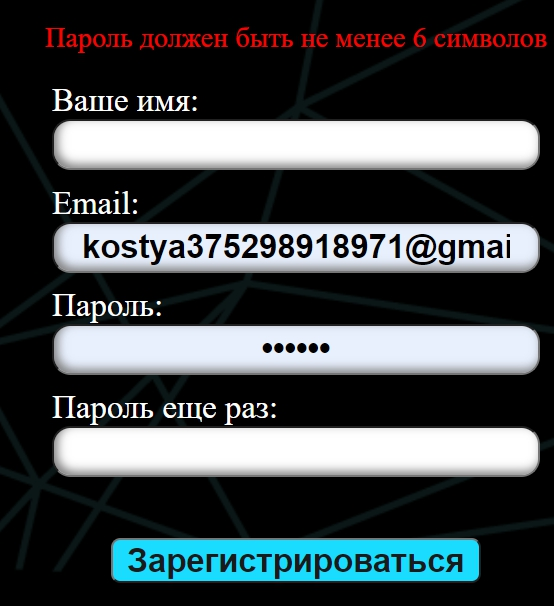 Пароль должен быть не менее 6 символов
Ваше имя:
Email:
kostya375298918971@gmai
Пароль:
••••••
Пароль еще раз:
Зарегистрироваться